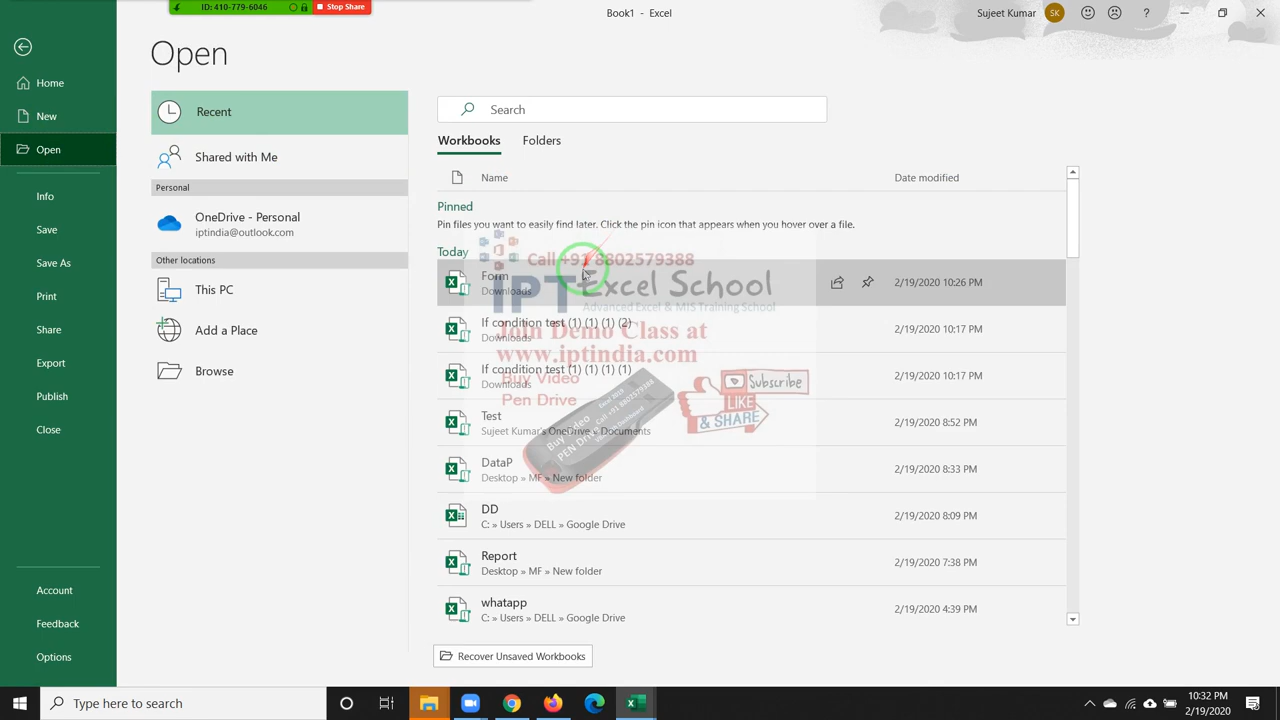 ID: 410-779-6046
Stop Share
Book1 - Excel
Sujeet Kumar
SK
?
Open
Home
New
Open
Info
Save
Save As
Print
Share
Export
Publish
Close
Account
Feedback
Options
Recent
Shared with Me
Personal
OneDrive - Personal
iptindia@outlook.com
Other locations
This PC
Add a Place
Browse
Search
Workbooks
Folders
Name
Date modified
Pinned
Pin files you want to easily find later. Click the pin icon that appears when you hover over a file.
Today
Call +91 8802579388
Form
Downloads
2/19/2020 10:26 PM
IPT Excel School
Advanced Excel & MIS Training School
If condition test (1) (1) (1) (2)
Downloads
2/19/2020 10:17 PM
Join Demo Class at
www.iptindia.com
If condition test (1) (1) (1) (1)
Downloads
2/19/2020 10:17 PM
Buy Video
Pen Drive
Subscribe
LIKE
& SHARE
Test
Sujeet Kumar's OneDrive » Documents
2/19/2020 8:52 PM
Buy Video
PEN Drive
Excel 2019
Call +91 8802579388
DataP
Desktop » MF » New folder
2/19/2020 8:33 PM
DD
C: » Users » DELL » Google Drive
2/19/2020 8:09 PM
Report
Desktop » MF » New folder
2/19/2020 7:38 PM
whatapp
C: » Users » DELL » Google Drive
2/19/2020 4:39 PM
Recover Unsaved Workbooks
Type here to search
10:32 PM
2/19/2020